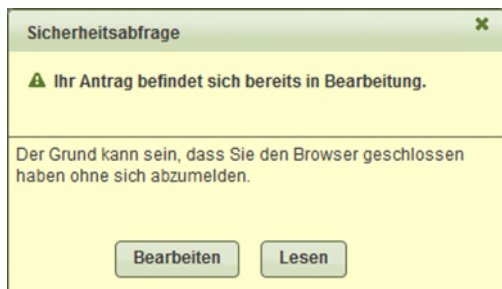 Sicherheitsabfrage
Ihr Antrag befindet sich bereits in Bearbeitung.
Der Grund kann sein, dass Sie den Browser geschlossen
haben ohne sich abzumelden.
Bearbeiten Lesen